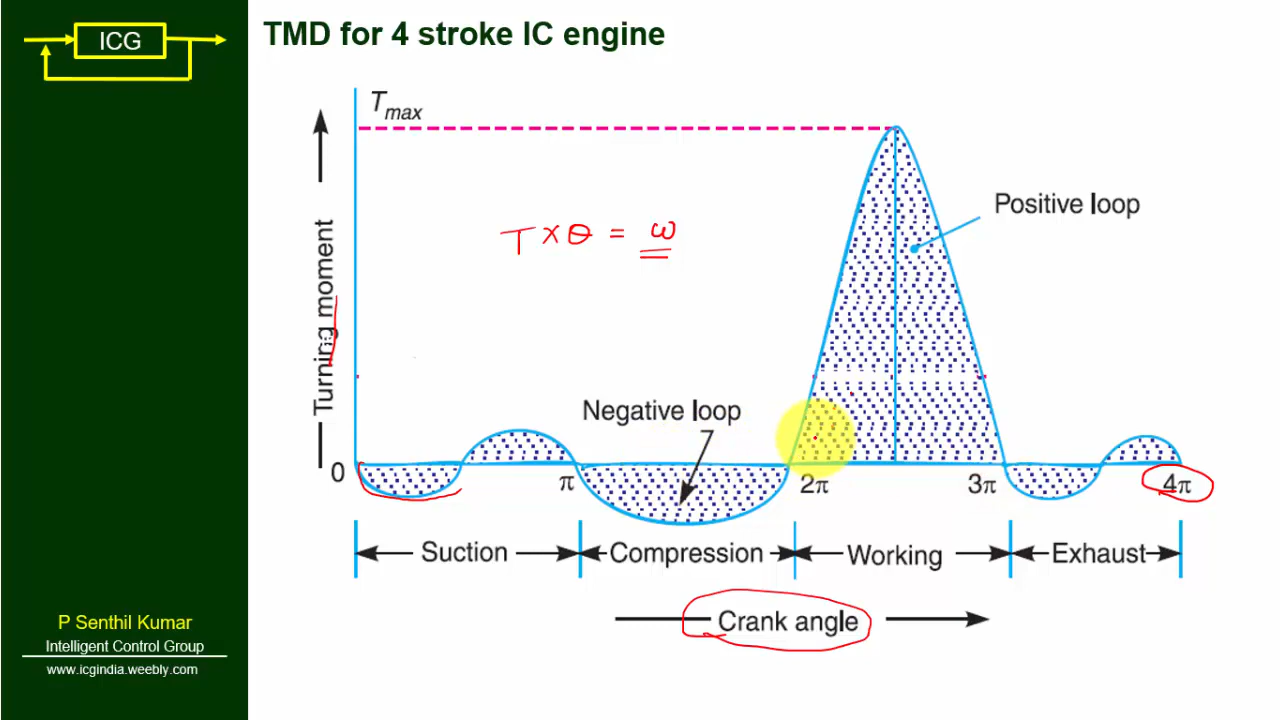 ICG
TMD for 4 stroke IC engine
Tmax
T × θ = ω
Positive loop
Turning moment
Negative loop
0
π
2π
3π
4π
Suction
Compression
Working
Exhaust
Crank angle
P Senthil Kumar
Intelligent Control Group
www.icgindia.weebly.com